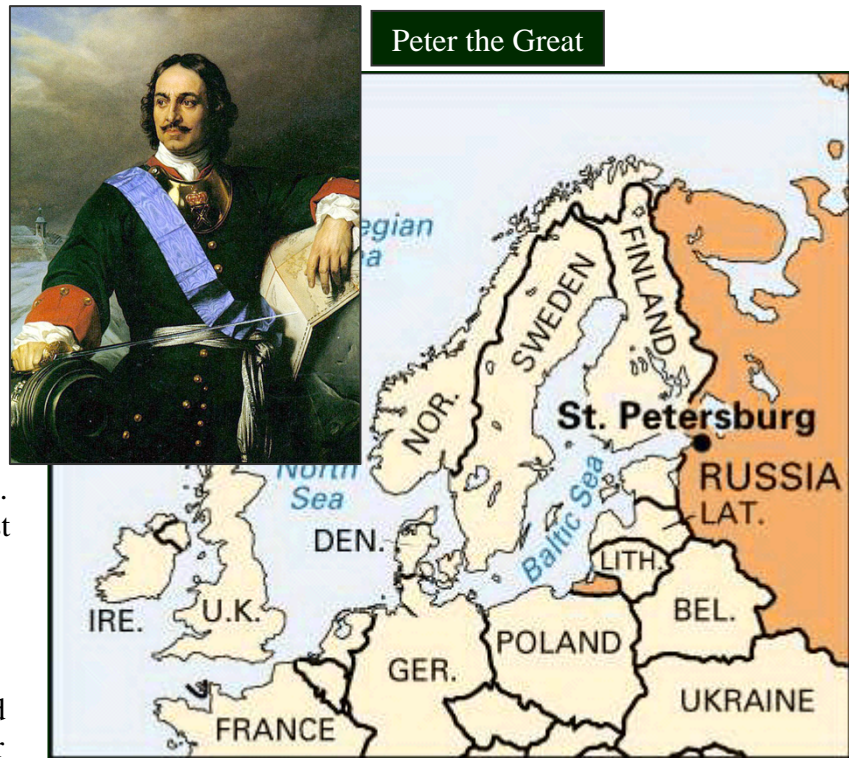 Peter the Great
egian
a
FINLAND
SWEDEN
NOR.
St. Petersburg
North
Sea
RUSSIA
LAT.
DEN.
Baltic Sea
LITH.
IRE.
U.K.
BEL.
POLAND
GER.
UKRAINE
FRANCE